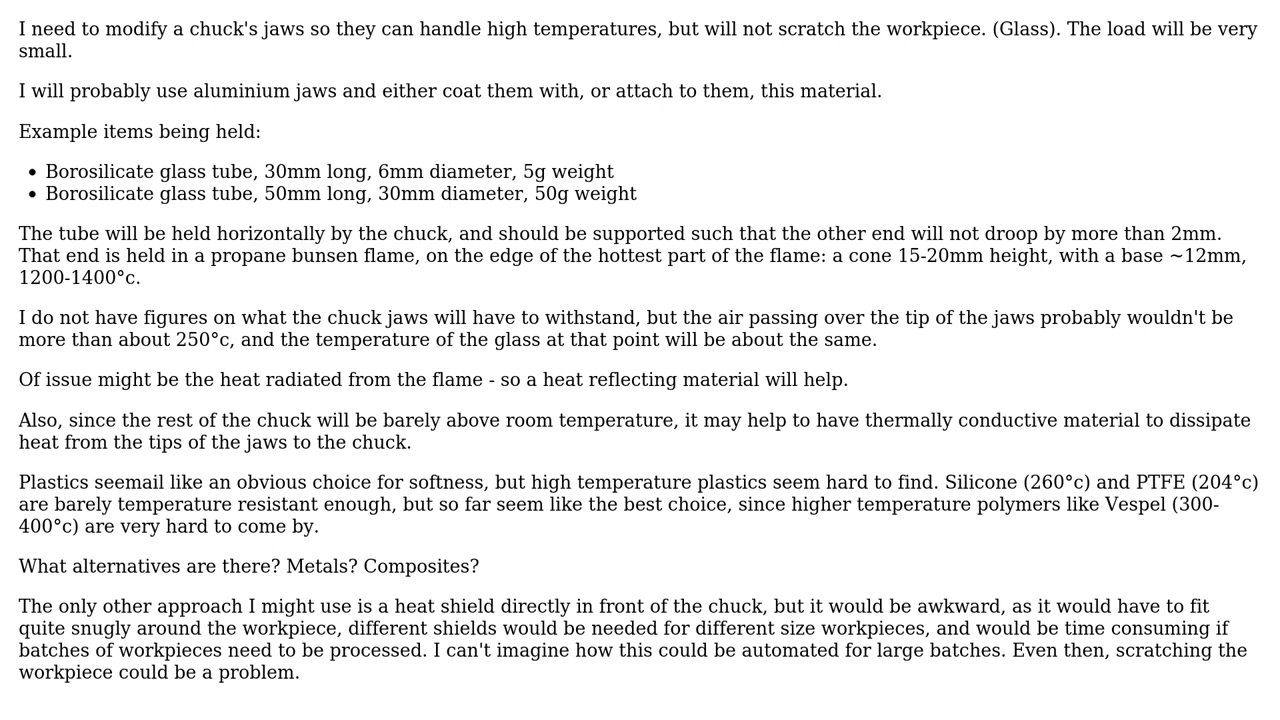 I need to modify a chuck's jaws so they can handle high temperatures, but will not scratch the workpiece. (Glass). The load will be very
small.
I will probably use aluminium jaws and either coat them with, or attach to them, this material.
Example items being held:
• Borosilicate glass tube, 30mm long, 6mm diameter, 5g weight
• Borosilicate glass tube, 50mm long, 30mm diameter, 50g weight
The tube will be held horizontally by the chuck, and should be supported such that the other end will not droop by more than 2mm.
That end is held in a propane bunsen flame, on the edge of the hottest part of the flame: a cone 15-20mm height, with a base ~12mm,
1200-1400°c.
I do not have figures on what the chuck jaws will have to withstand, but the air passing over the tip of the jaws probably wouldn't be
more than about 250°c, and the temperature of the glass at that point will be about the same.
Of issue might be the heat radiated from the flame - so a heat reflecting material will help.
Also, since the rest of the chuck will be barely above room temperature, it may help to have thermally conductive material to dissipate
heat from the tips of the jaws to the chuck.
Plastics seemail like an obvious choice for softness, but high temperature plastics seem hard to find. Silicone (260°c) and PTFE (204°c)
are barely temperature resistant enough, but so far seem like the best choice, since higher temperature polymers like Vespel (300-
400°c) are very hard to come by.
What alternatives are there? Metals? Composites?
The only other approach I might use is a heat shield directly in front of the chuck, but it would be awkward, as it would have to fit
quite snugly around the workpiece, different shields would be needed for different size workpieces, and would be time consuming if
batches of workpieces need to be processed. I can't imagine how this could be automated for large batches. Even then, scratching the
workpiece could be a problem.